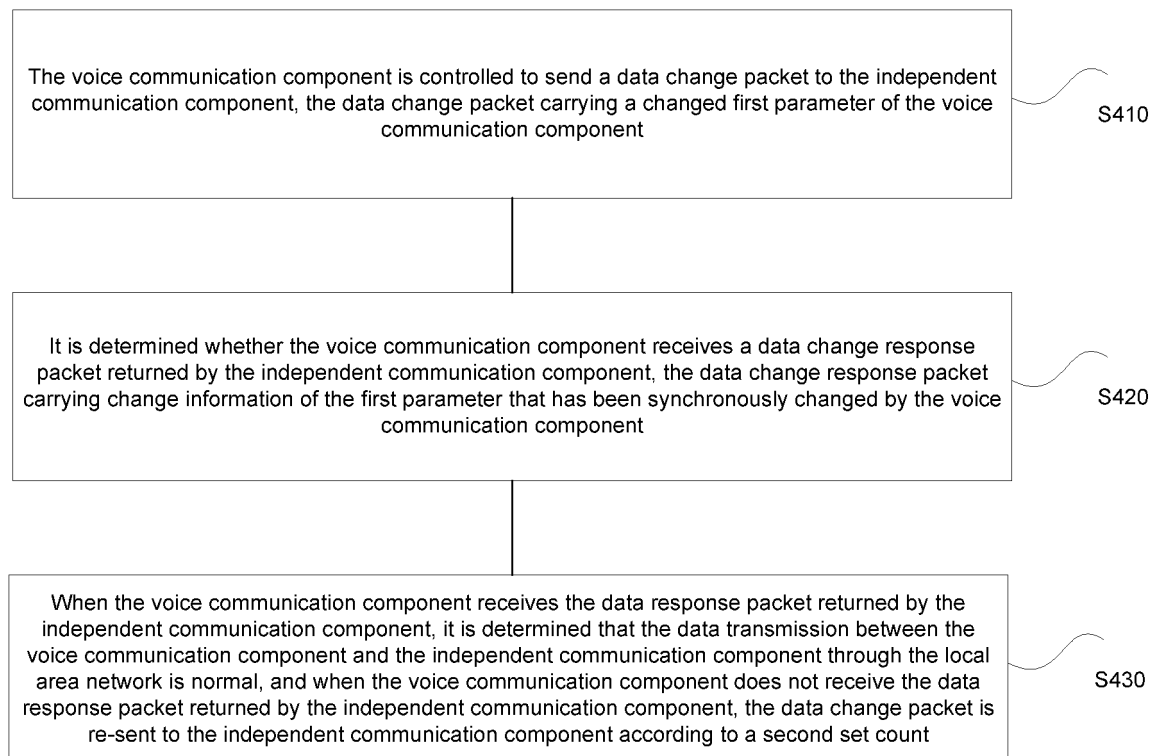 The voice communication component is controlled to send a data change packet to the independent
communication component, the data change packet carrying a changed first parameter of the voice
communication component
S410
It is determined whether the voice communication component receives a data change response
packet returned by the independent communication component, the data change response packet
carrying change information of the first parameter that has been synchronously changed by the voice
communication component
S420
When the voice communication component receives the data response packet returned by the
independent communication component, it is determined that the data transmission between the
voice communication component and the independent communication component through the local
area network is normal, and when the voice communication component does not receive the data
response packet returned by the independent communication component, the data change packet is
re-sent to the independent communication component according to a second set count
S430